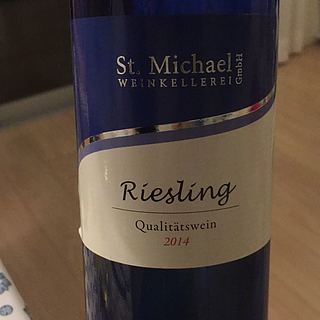 St. Michael
WEINKELLEREI
GmbH
Riesling
Qualitätswein
2014